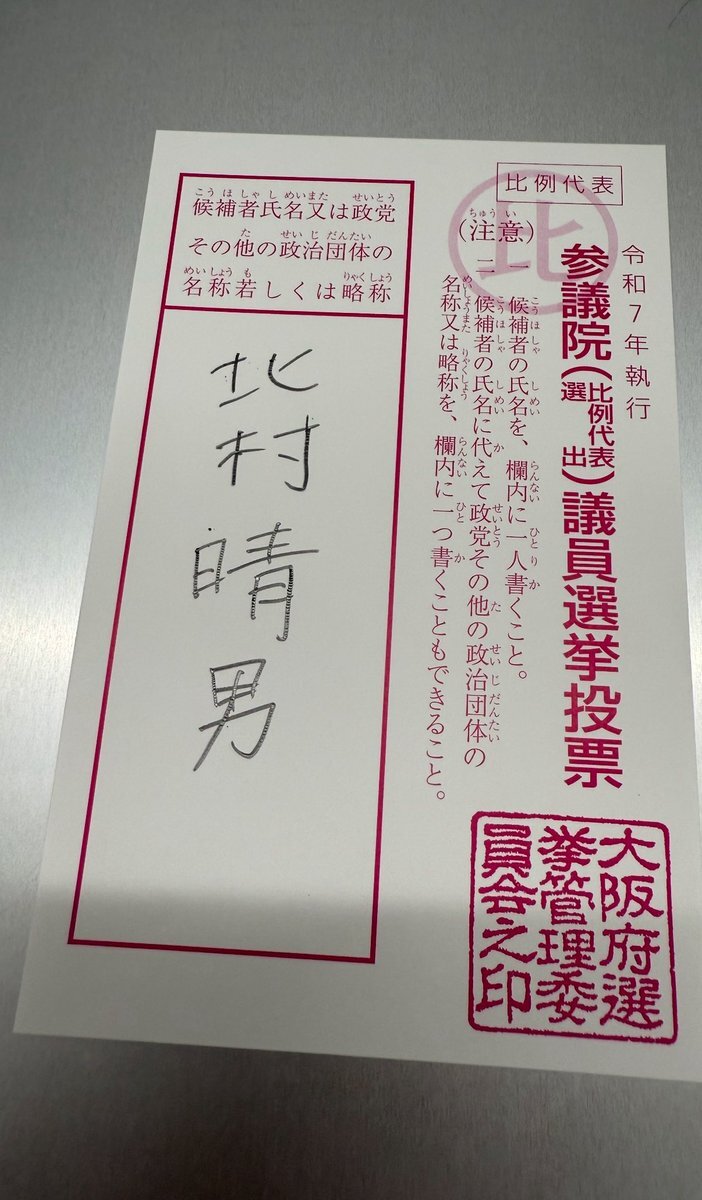 比例代表
比
令和7年執行
参議院(比例代表選出)議員選挙投票
(注意)
一 候補者の氏名を、欄内に一人書くこと。
二 候補者の氏名に代えて政党その他の政治団体の
名称又は略称を、欄内に一つ書くこともできること。
候補者氏名又は政党
その他の政治団体の
名称若しくは略称
北村晴男
大阪府選
挙管理委
員会之印